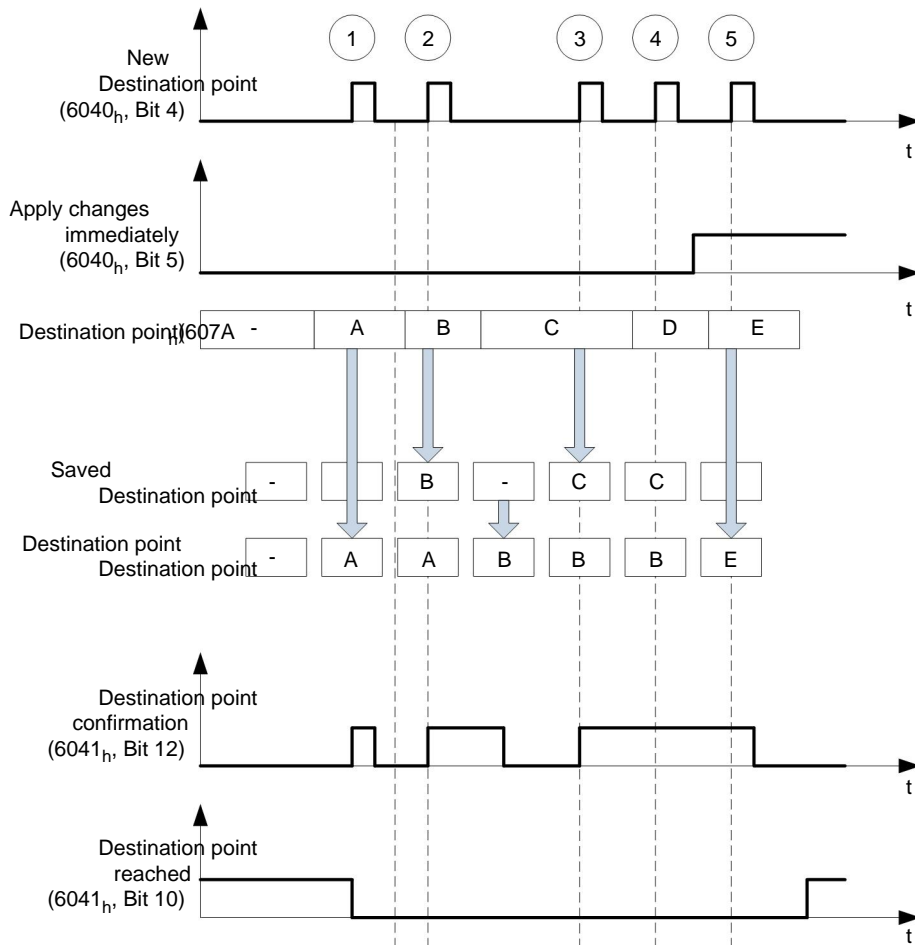 1 2 3 4 5
New
Destination point
(6040h, Bit 4)
t
Apply changes
immediately
(6040h, Bit 5)
t
Destination point)(607A
h
- A B C D E
Saved
Destination point
- B - C C
Destination point
Destination point
- A A B B B E
Destination point
confirmation
(6041h, Bit 12)
t
Destination point
reached
(6041h, Bit 10)
t